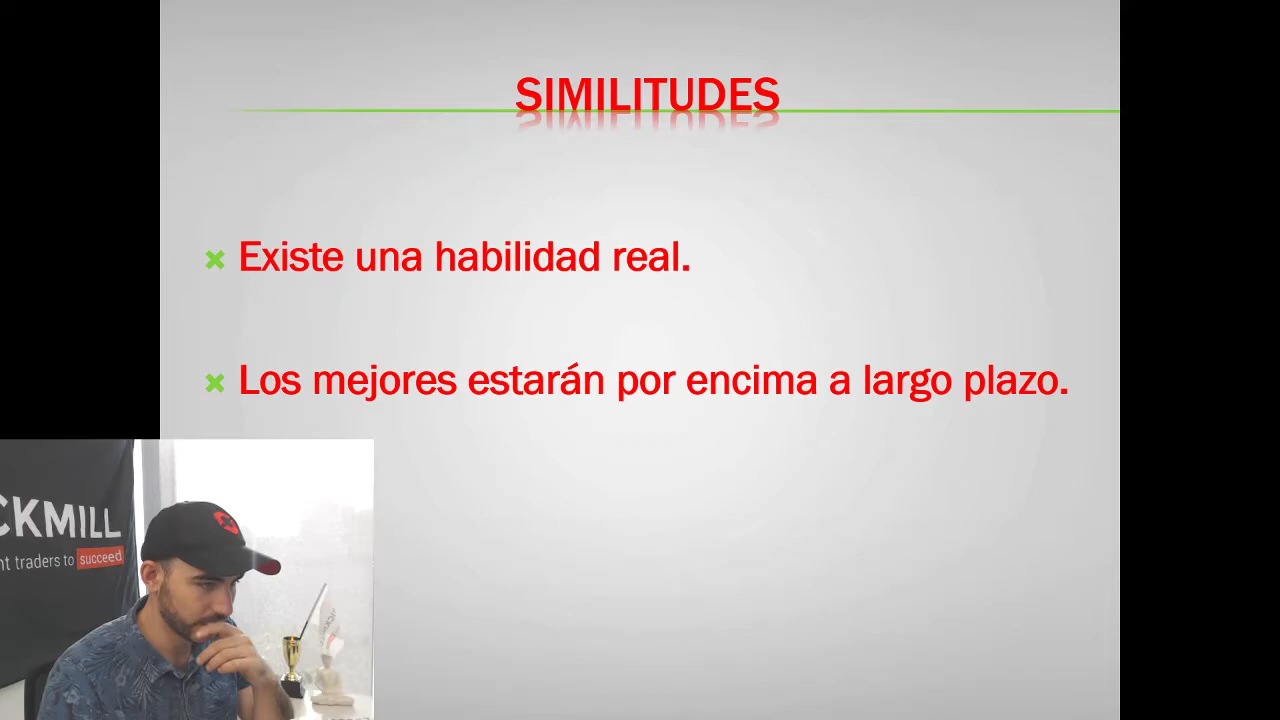 SIMILITUDES
Existe una habilidad real.
Los mejores estarán por encima a largo plazo.
CKMILL
nt traders to succeed